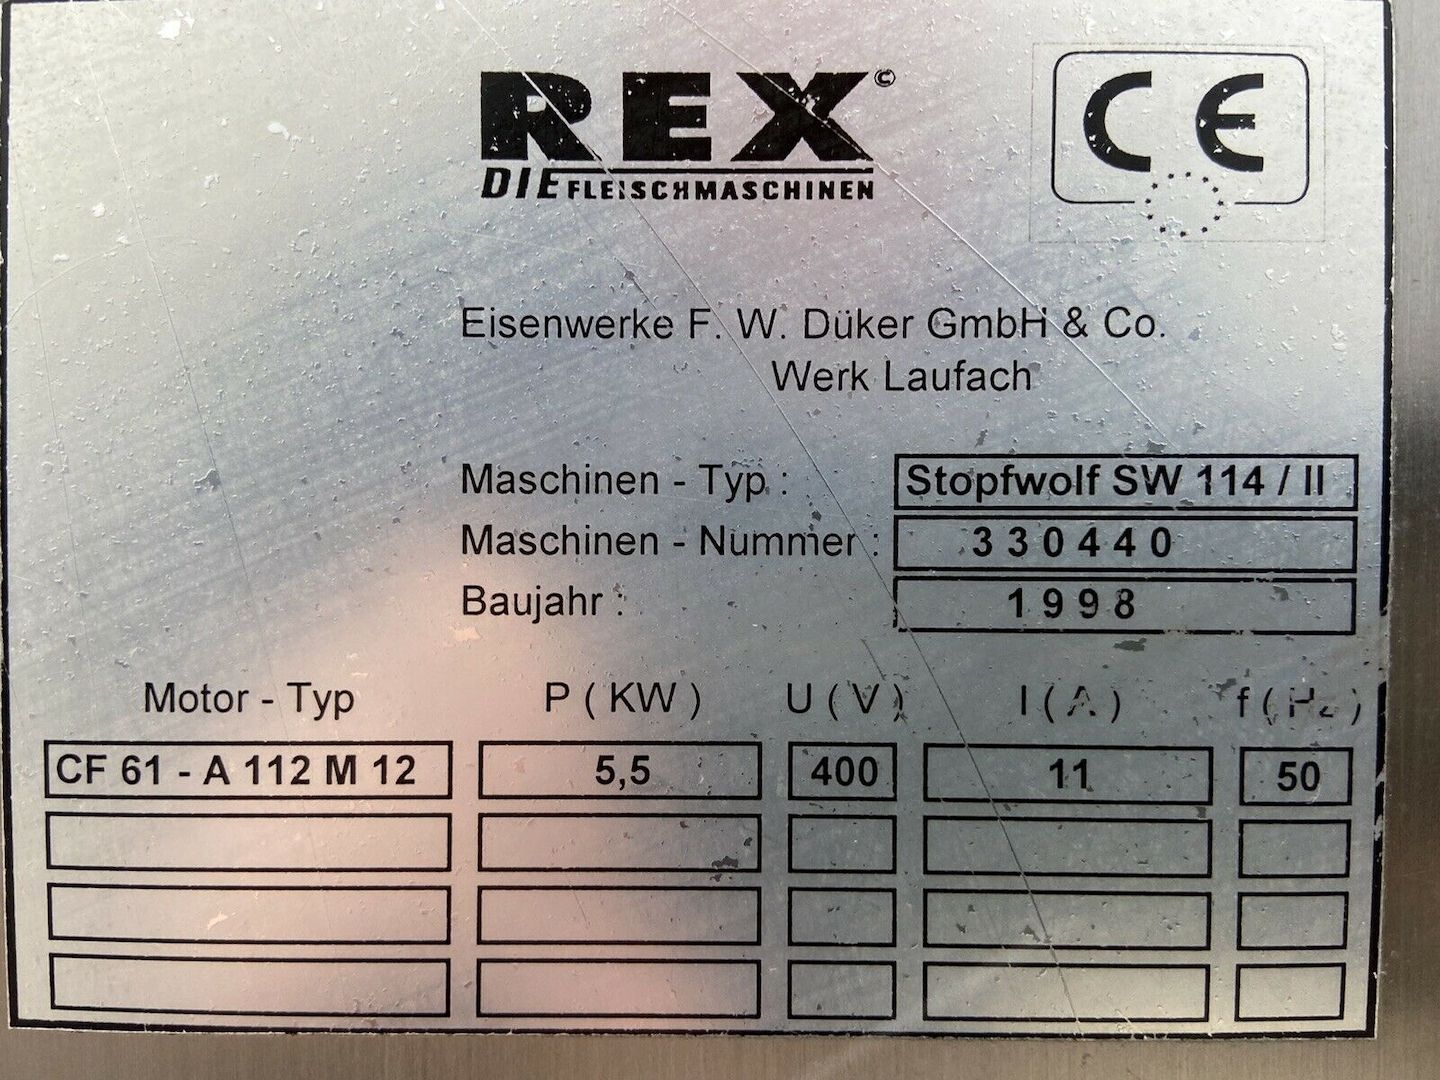 REX ©
DIE FLEISCHMASCHINEN
CE
Eisenwerke F. W. Düker GmbH & Co.
Werk Laufach
Maschinen - Typ : Stopfwolf SW 114 / II
Maschinen - Nummer : 330440
Baujahr : 1998
Motor - Typ P ( KW ) U ( V ) I ( A ) f ( Hz )
CF 61 - A 112 M 12 5,5 400 11 50